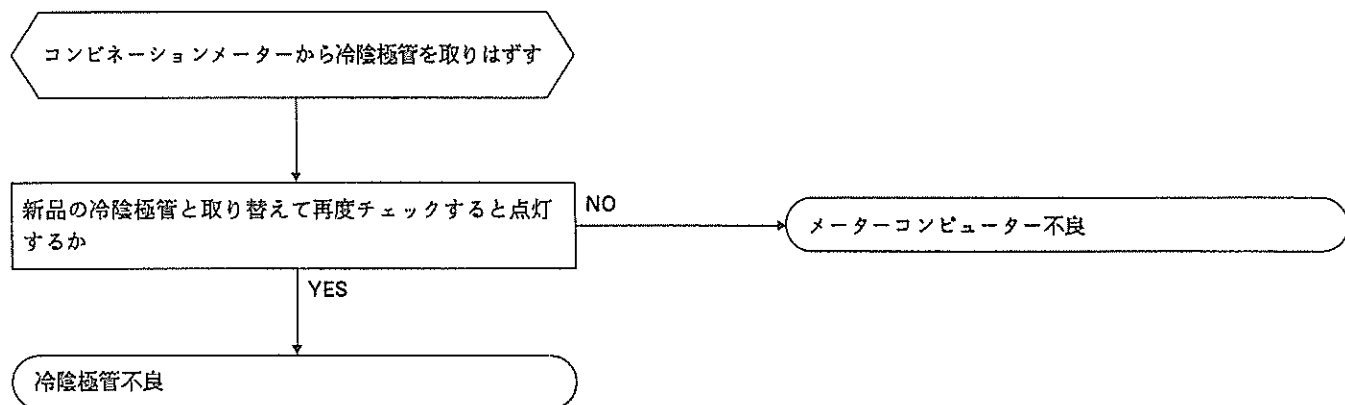 コンビネーションメーターから冷陰極管を取りはずす
新品の冷陰極管と取り替えて再度チェックすると点灯
するか
NO
メーターコンピューター不良
YES
冷陰極管不良